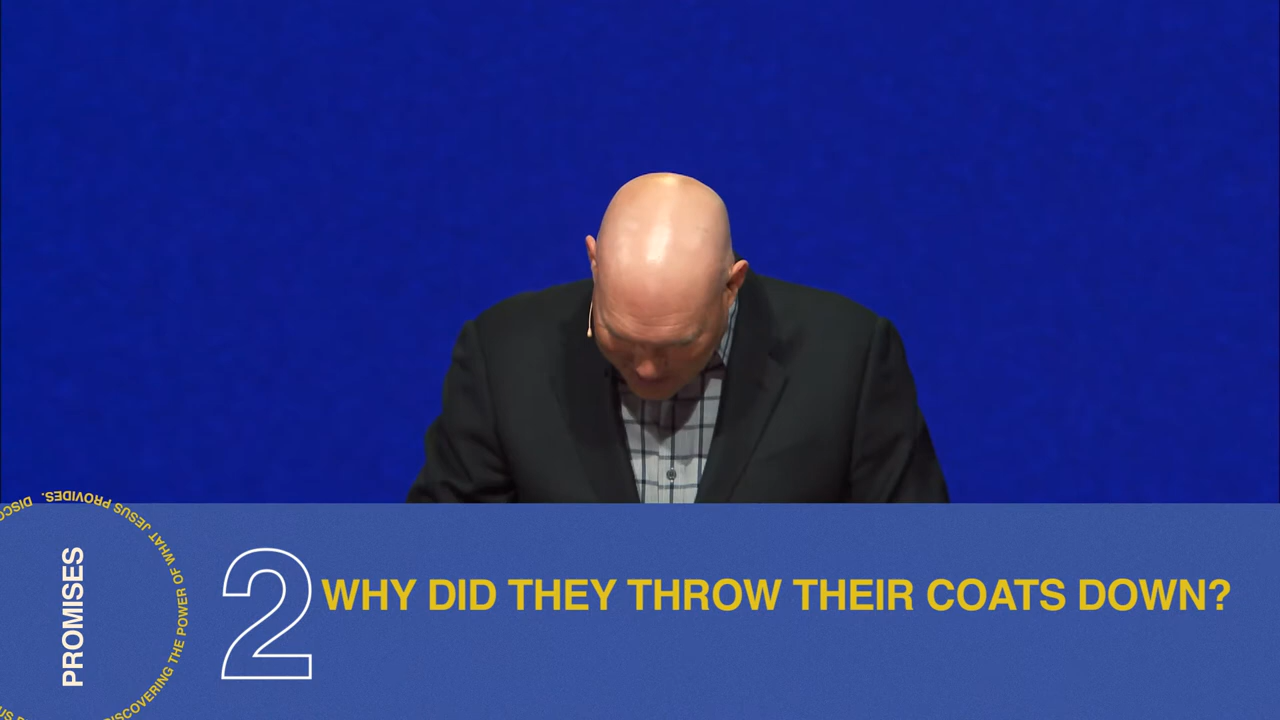 PROMISES
DISCOVERING THE POWER OF WHAT JESUS PROVIDES.
2
WHY DID THEY THROW THEIR COATS DOWN?